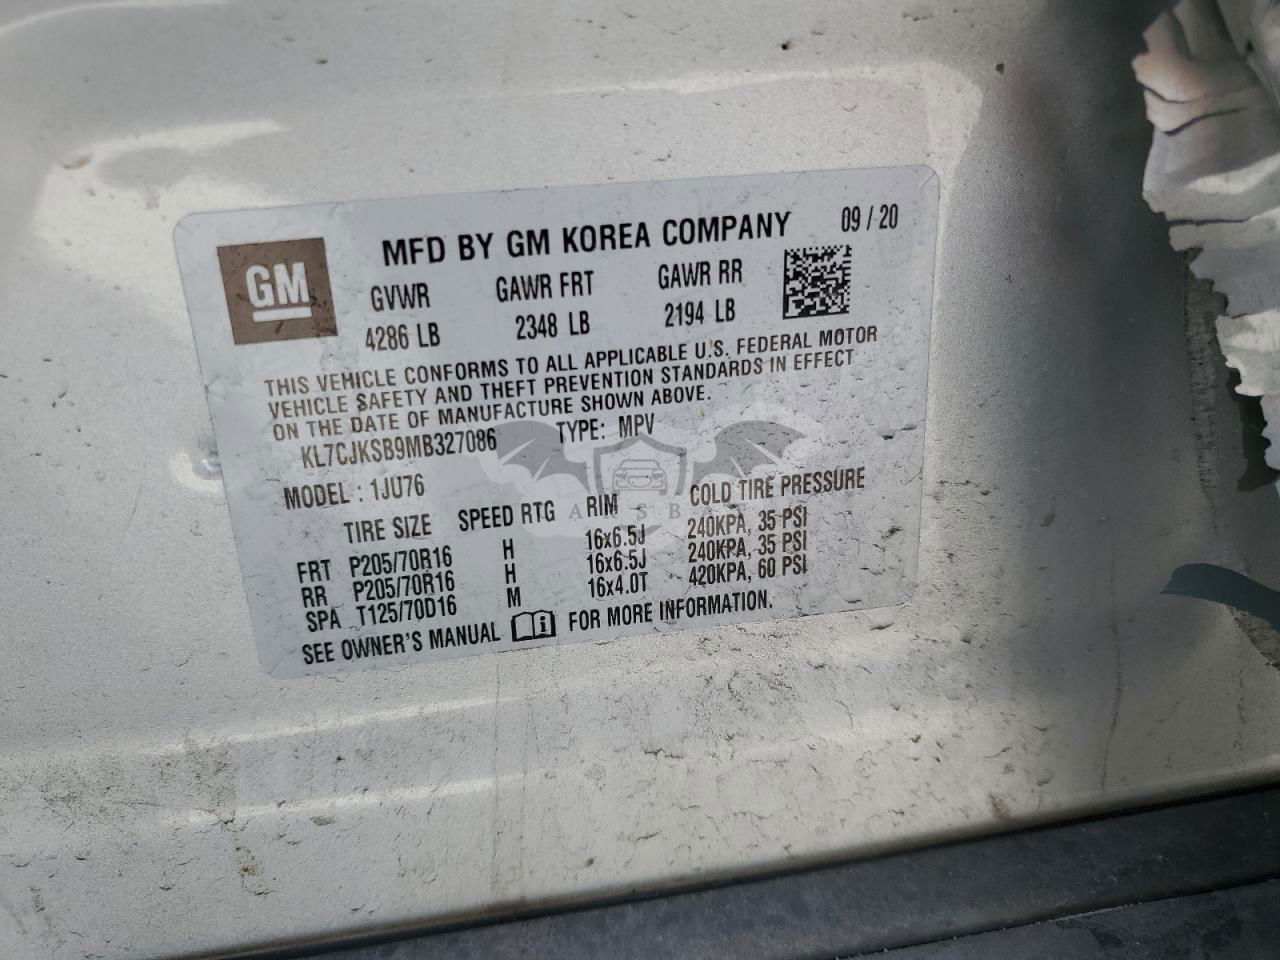 GM
MFD BY GM KOREA COMPANY 09 / 20
GVWR GAWR FRT GAWR RR
4286 LB 2348 LB 2194 LB
THIS VEHICLE CONFORMS TO ALL APPLICABLE U.S. FEDERAL MOTOR
VEHICLE SAFETY AND THEFT PREVENTION STANDARDS IN EFFECT
ON THE DATE OF MANUFACTURE SHOWN ABOVE.
KL7CJKSB9MB327086 TYPE: MPV
MODEL : 1JU76
TIRE SIZE SPEED RTG RIM COLD TIRE PRESSURE
FRT P205/70R16 H 16x6.5J 240KPA, 35 PSI
RR P205/70R16 H 16x6.5J 240KPA, 35 PSI
SPA T125/70D16 M 16x4.0T 420KPA, 60 PSI
SEE OWNER'S MANUAL i FOR MORE INFORMATION.